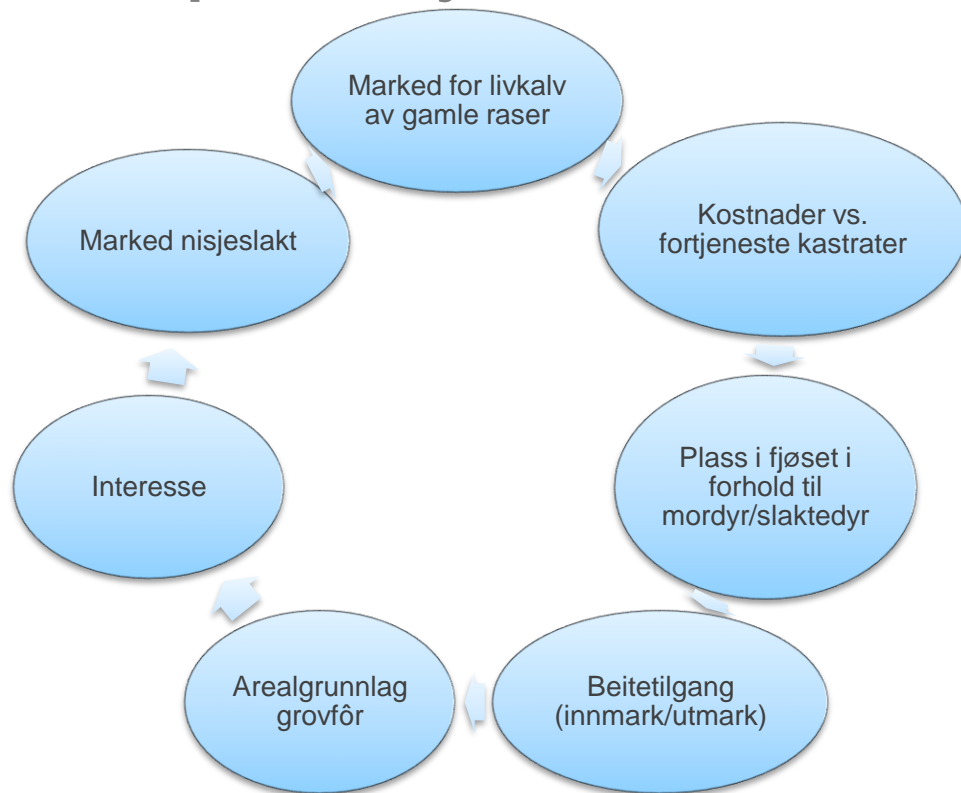 Marked for livkalv
av gamle raser
Kostnader vs.
fortjeneste kastrater
Plass i fjøset i
forhold til
mordyr/slaktedyr
Beitetilgang
(innmark/utmark)
Arealgrunnlag
grovfôr
Interesse
Marked nisjeslakt